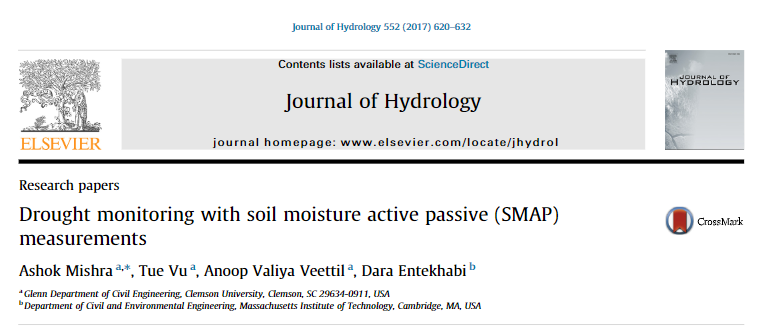 Journal of Hydrology 552 (2017) 620–632
Contents lists available at ScienceDirect
Journal of Hydrology
journal homepage: www.elsevier.com/locate/jhydrol
ELSEVIER
JOURNAL OF
HYDROLOGY
Research papers
Drought monitoring with soil moisture active passive (SMAP)
measurements
CrossMark
Ashok Mishra a,*, Tue Vu a, Anoop Valiya Veettil a, Dara Entekhabi b
a Glenn Department of Civil Engineering, Clemson University, Clemson, SC 29634-0911, USA
b Department of Civil and Environmental Engineering, Massachusetts Institute of Technology, Cambridge, MA, USA